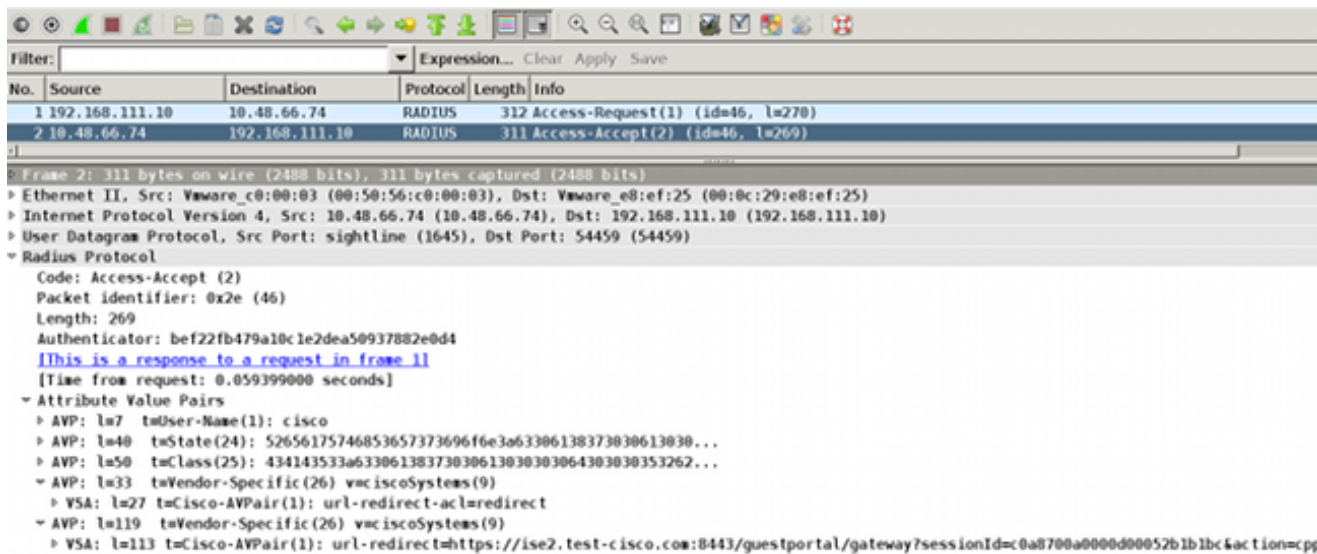 Filter: Expression... Clear Apply Save
No. Source Destination Protocol Length Info
1 192.168.111.10 10.48.66.74 RADIUS 312 Access-Request(1) (id=46, l=270)
2 10.48.66.74 192.168.111.10 RADIUS 311 Access-Accept(2) (id=46, l=269)
Frame 2: 311 bytes on wire (2488 bits), 311 bytes captured (2488 bits)
Ethernet II, Src: Vmware_c0:00:03 (00:50:56:c0:00:03), Dst: Vmware_e8:ef:25 (00:0c:29:e8:ef:25)
Internet Protocol Version 4, Src: 10.48.66.74 (10.48.66.74), Dst: 192.168.111.10 (192.168.111.10)
User Datagram Protocol, Src Port: sightline (1645), Dst Port: 54459 (54459)
Radius Protocol
Code: Access-Accept (2)
Packet identifier: 0x2e (46)
Length: 269
Authenticator: bef22fb479a10c1e2dea50937882e0d4
[This is a response to a request in frame 1]
[Time from request: 0.059399000 seconds]
Attribute Value Pairs
AVP: l=7 t=User-Name(1): cisco
AVP: l=40 t=State(24): 52656175746853657373696f6e3a63306138373030613030...
AVP: l=50 t=Class(25): 434143533a63306138373030613030303064303030353262...
AVP: l=33 t=Vendor-Specific(26) v=ciscoSystems(9)
VSA: l=27 t=Cisco-AVPair(1): url-redirect-acl=redirect
AVP: l=119 t=Vendor-Specific(26) v=ciscoSystems(9)
VSA: l=113 t=Cisco-AVPair(1): url-redirect=https://ise2.test-cisco.com:8443/guestportal/gateway?sessionId=c0a8700a0000d00052b1b1bc&action=cpp